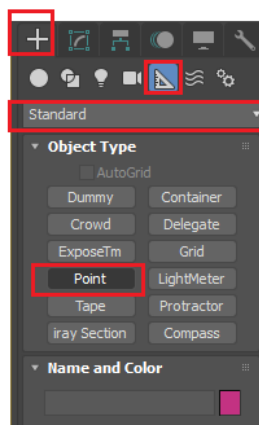 Standard
Object Type
AutoGrid
Dummy Container
Crowd Delegate
ExposeTm Grid
Point LightMeter
Tape Protractor
iray Section Compass
Name and Color